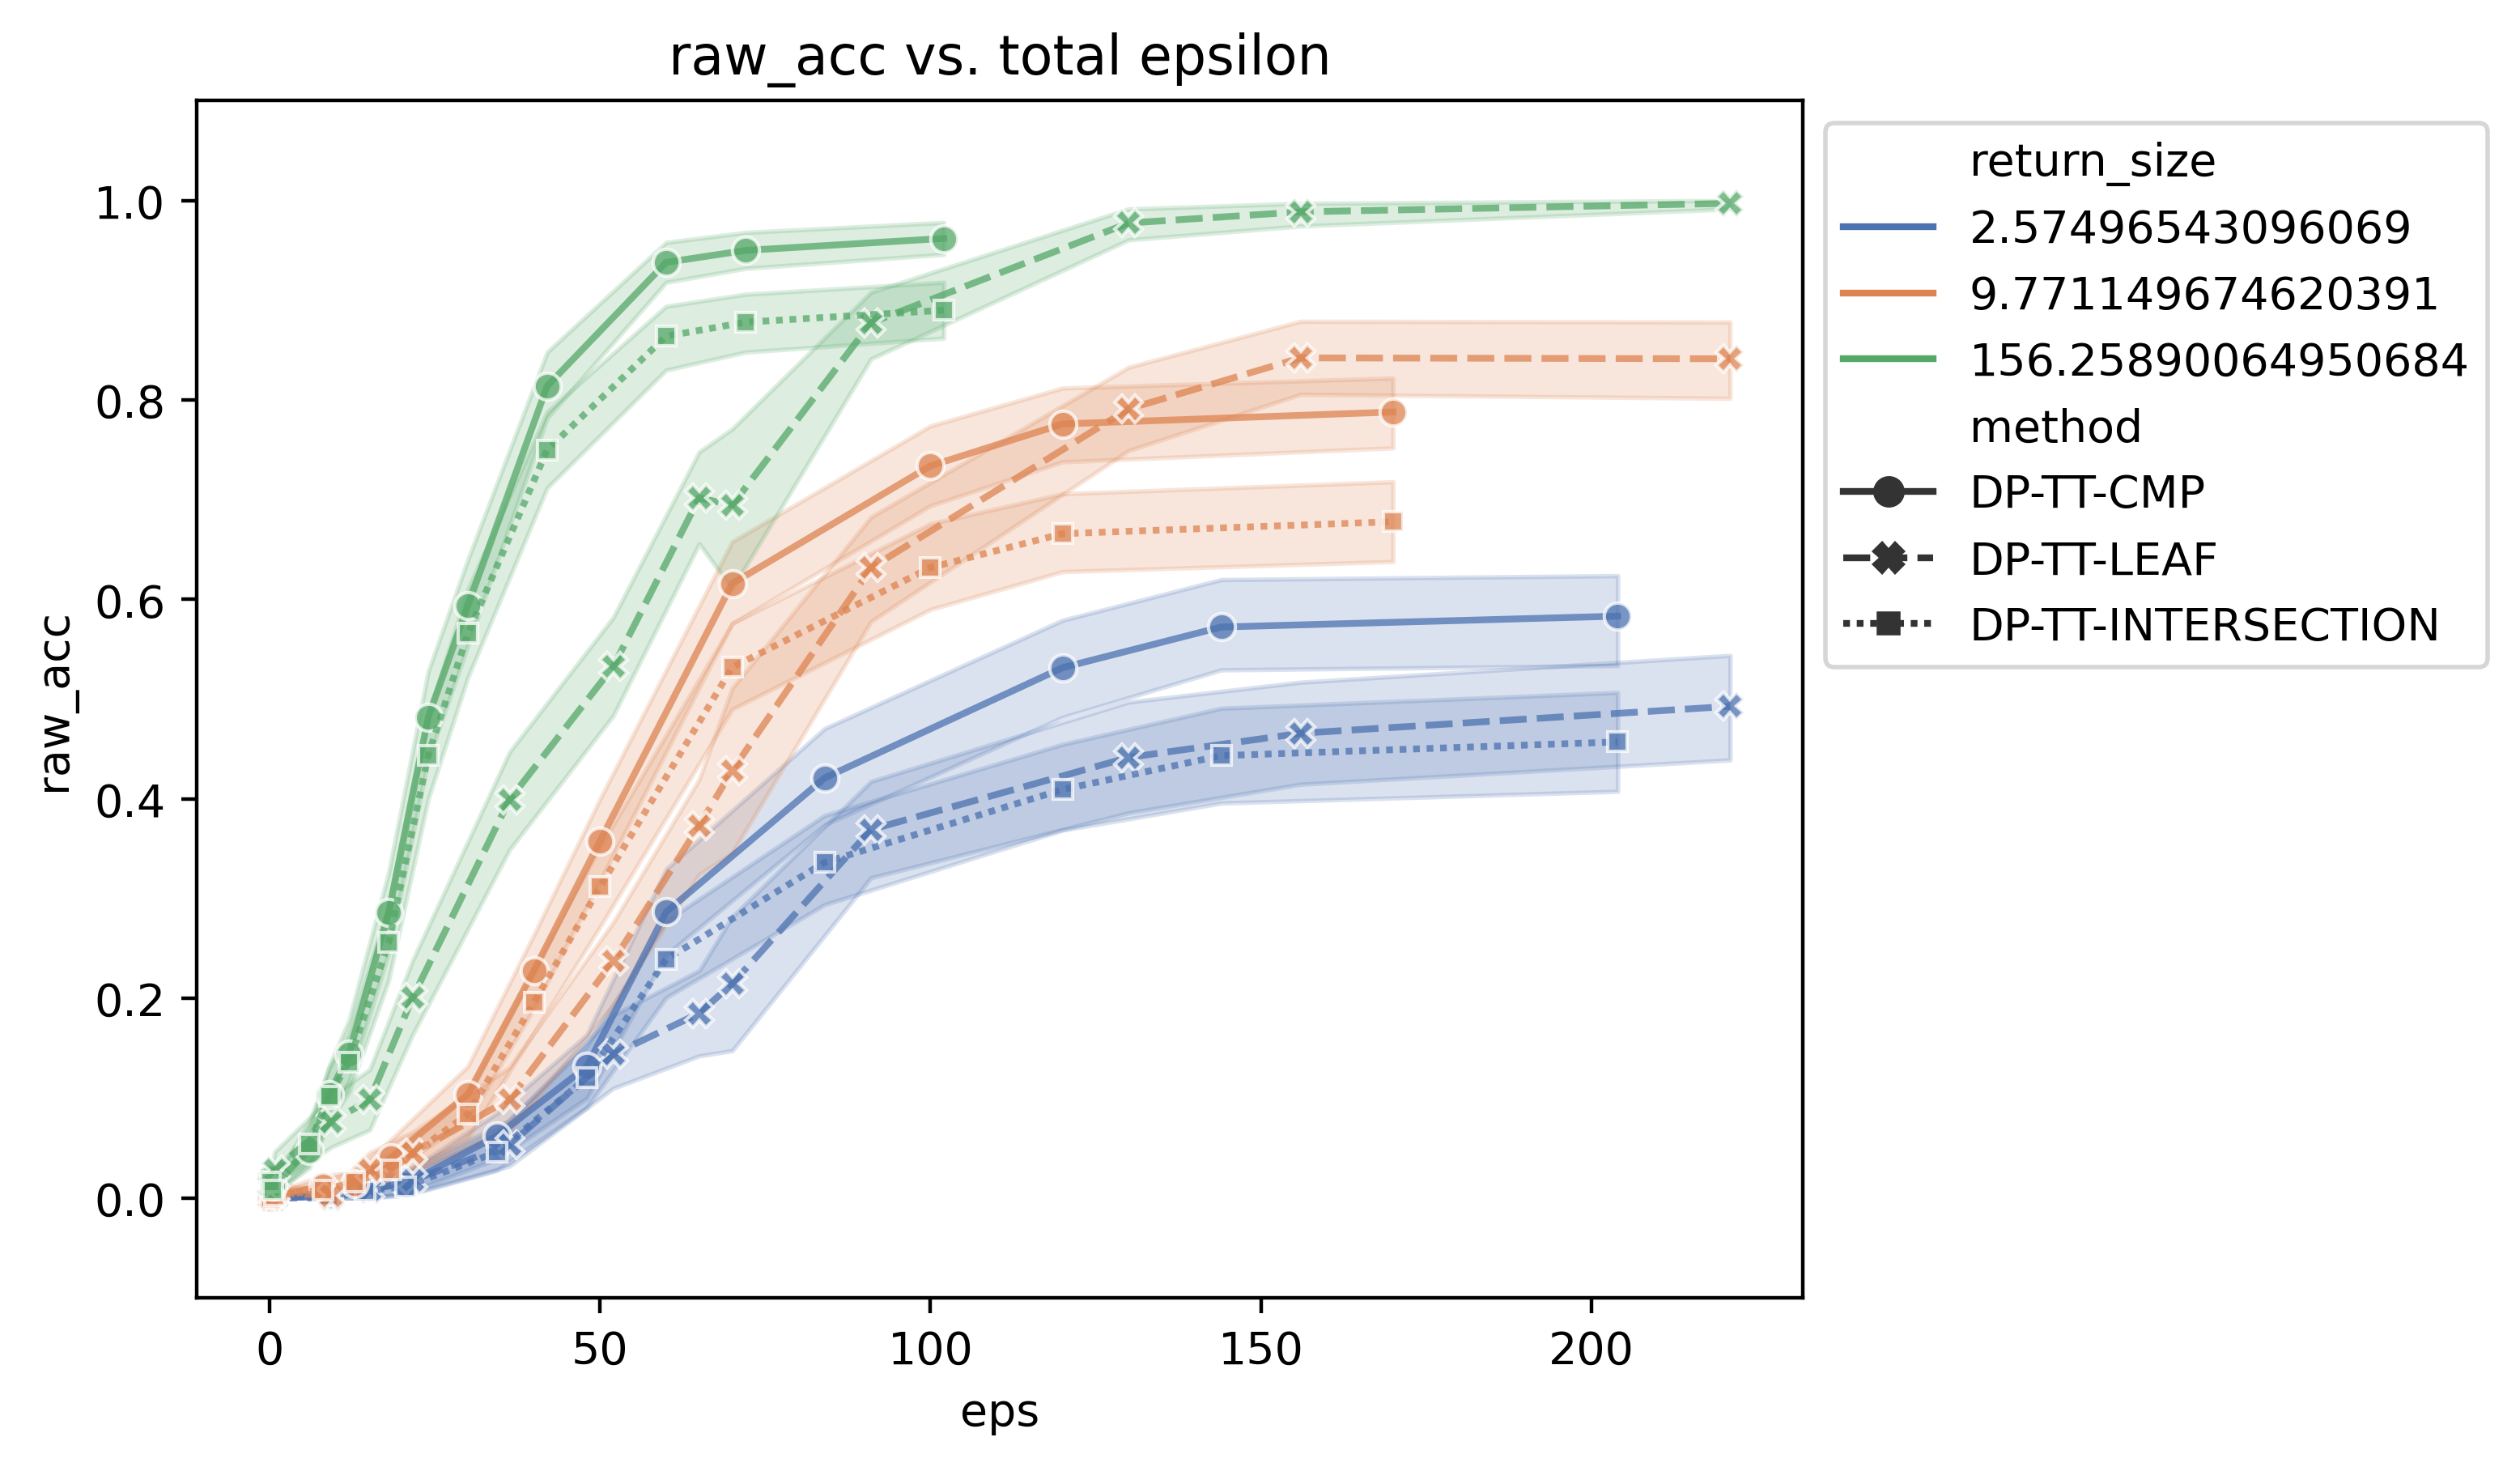 raw_acc vs. total epsilon
raw_acc
1.0
0.8
0.6
0.4
0.2
0.0
0
50
100
150
200
eps
return_size
2.57496543096069
9.771149674620391
156.25890064950684
method
DP-TT-CMP
DP-TT-LEAF
DP-TT-INTERSECTION